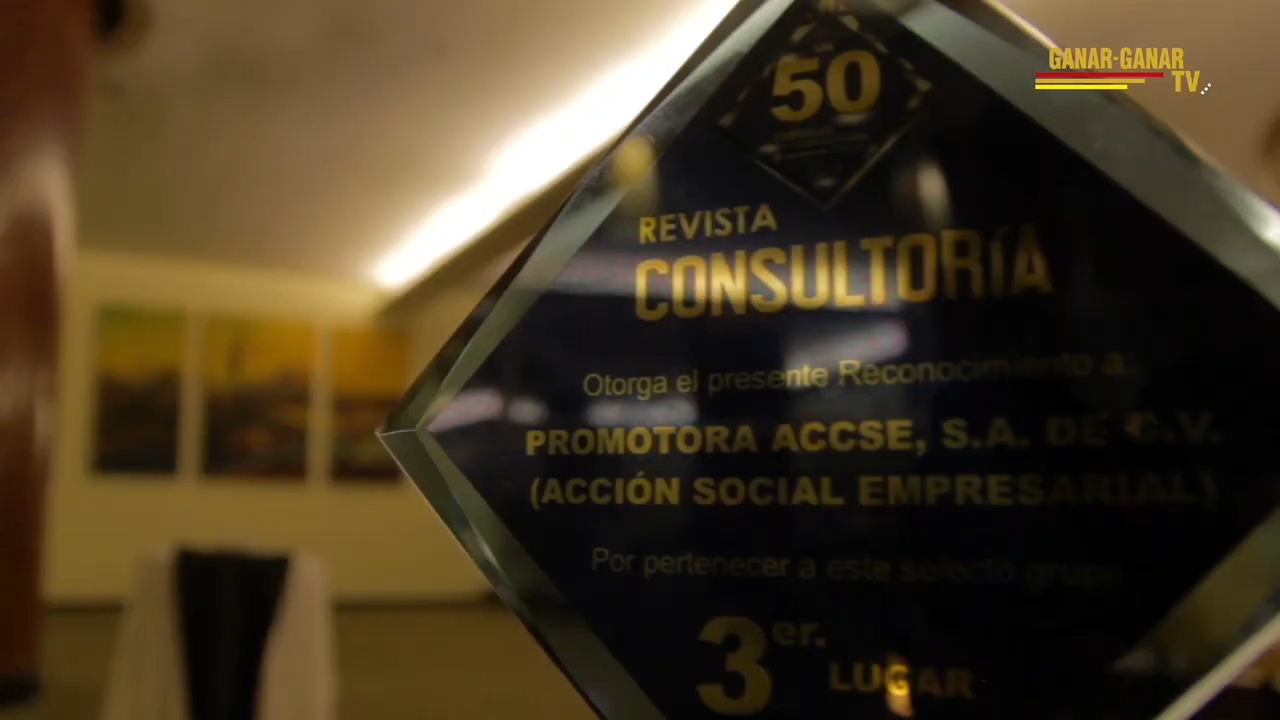 GANAR-GANAR
TV
50
REVISTA
CONSULTORÍA
Otorga el presente Reconocimiento a:
PROMOTORA ACCSE, S.A. DE C.V.
(ACCIÓN SOCIAL EMPRESARIAL)
Por pertenecer a este selecto grupo
3er. LUGAR